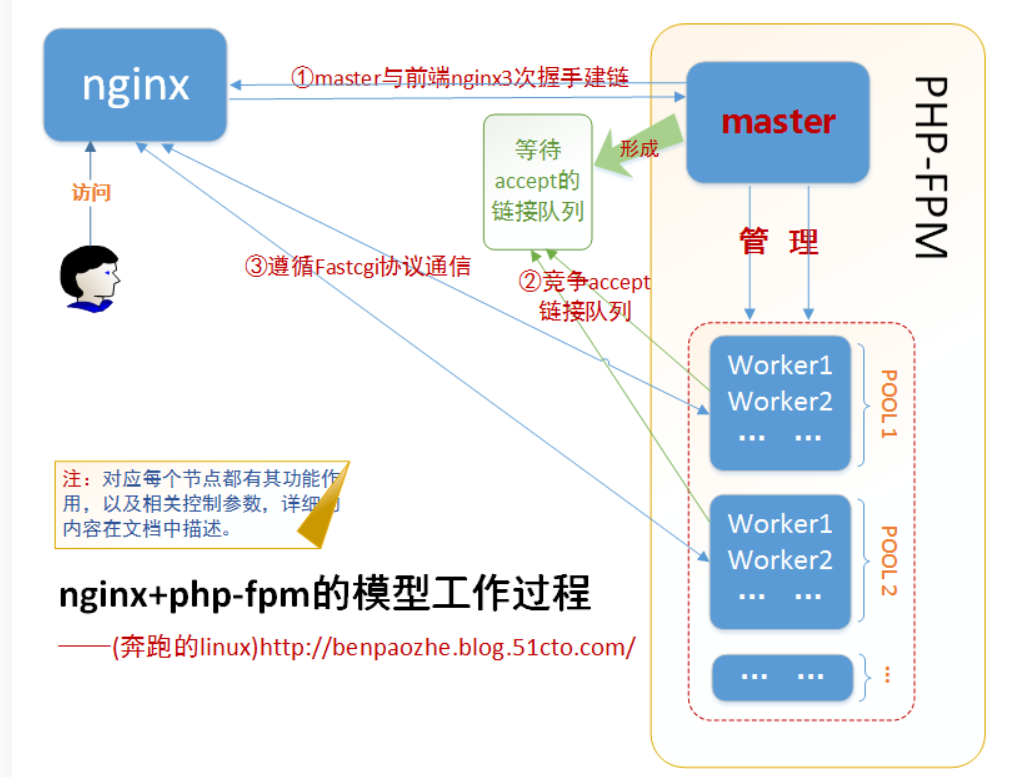 nginx
①master与前端nginx3次握手建链
master
PHP-FPM
等待
accept的
链接队列
形成
访问
管 理
③遵循Fastcgi协议通信
②竞争accept
链接队列
Worker1
Worker2
... ...
POOL 1
注：对应每个节点都有其功能作
用，以及相关控制参数，详细
内容在文档中描述。
Worker1
Worker2
... ...
POOL 2
nginx+php-fpm的模型工作过程
——(奔跑的linux)http://benpaozhe.blog.51cto.com/
... ...
...